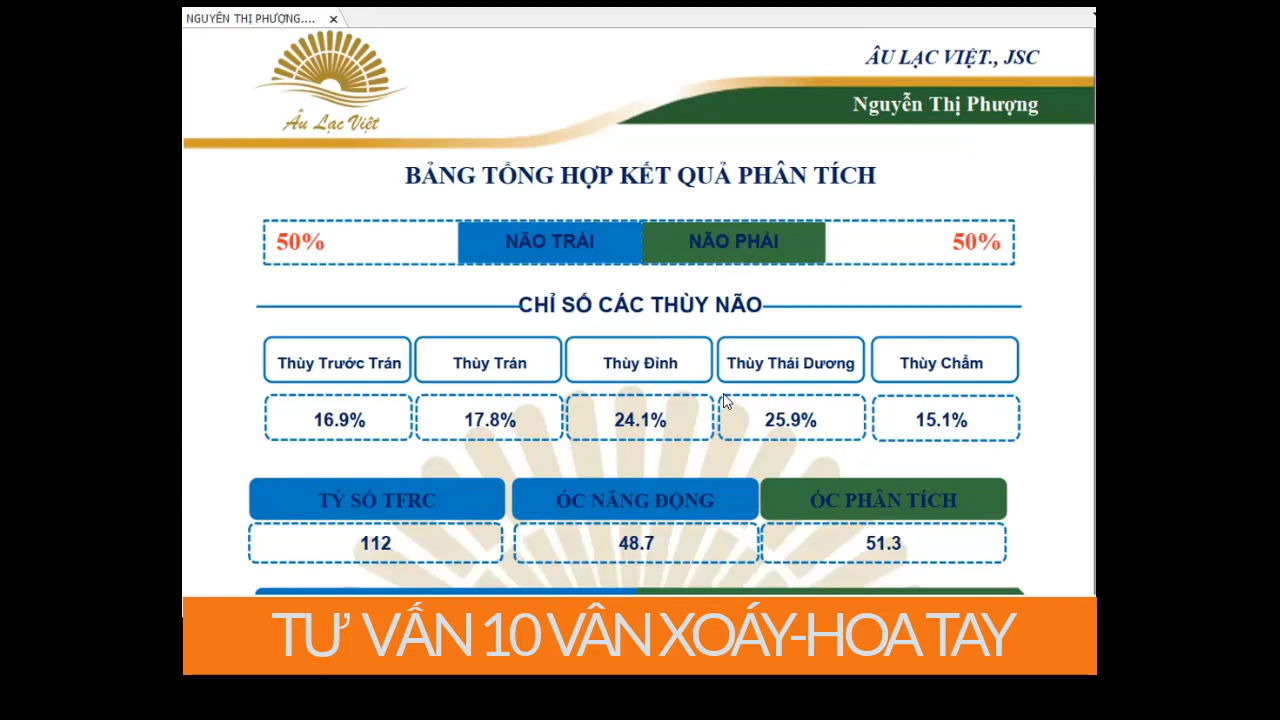 NGUYỄN THỊ PHƯỢNG....
Âu Lạc Việt
ÂU LẠC VIỆT., JSC
Nguyễn Thị Phượng
BẢNG TỔNG HỢP KẾT QUẢ PHÂN TÍCH
50% NÃO TRÁI NÃO PHẢI 50%
CHỈ SỐ CÁC THÙY NÃO
Thùy Trước Trán Thùy Trán Thùy Đỉnh Thùy Thái Dương Thùy Chẩm
16.9% 17.8% 24.1% 25.9% 15.1%
TỶ SỐ TFRC ÓC NĂNG ĐỘNG ÓC PHÂN TÍCH
112 48.7 51.3
TƯ VẤN 10 VÂN XOÁY-HOA TAY